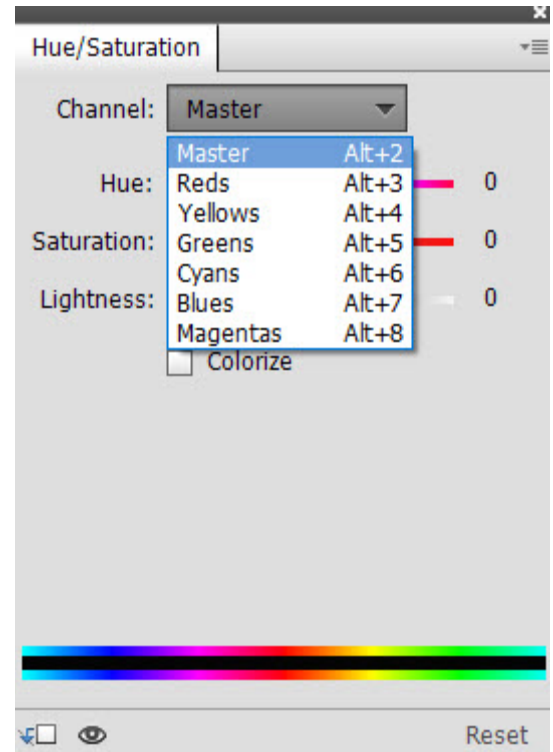 Hue/Saturation
Channel: Master
Master Alt+2
Hue: Reds Alt+3 0
Yellows Alt+4
Saturation: Greens Alt+5 0
Cyans Alt+6
Lightness: Blues Alt+7 0
Magentas Alt+8
Colorize
Reset